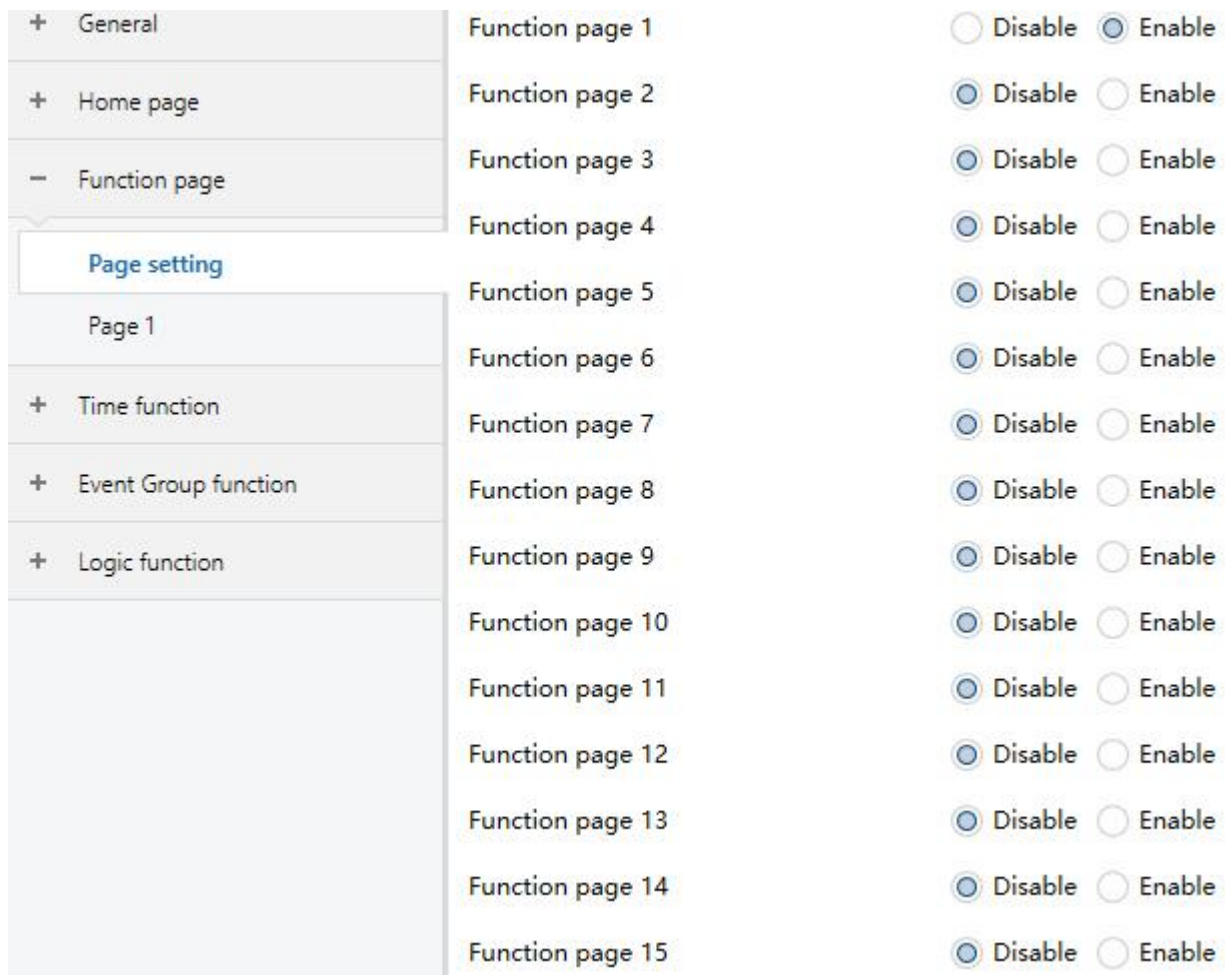 + General
+ Home page
− Function page
Page setting
Page 1
+ Time function
+ Event Group function
+ Logic function
Function page 1 Disable Enable
Function page 2 Disable Enable
Function page 3 Disable Enable
Function page 4 Disable Enable
Function page 5 Disable Enable
Function page 6 Disable Enable
Function page 7 Disable Enable
Function page 8 Disable Enable
Function page 9 Disable Enable
Function page 10 Disable Enable
Function page 11 Disable Enable
Function page 12 Disable Enable
Function page 13 Disable Enable
Function page 14 Disable Enable
Function page 15 Disable Enable